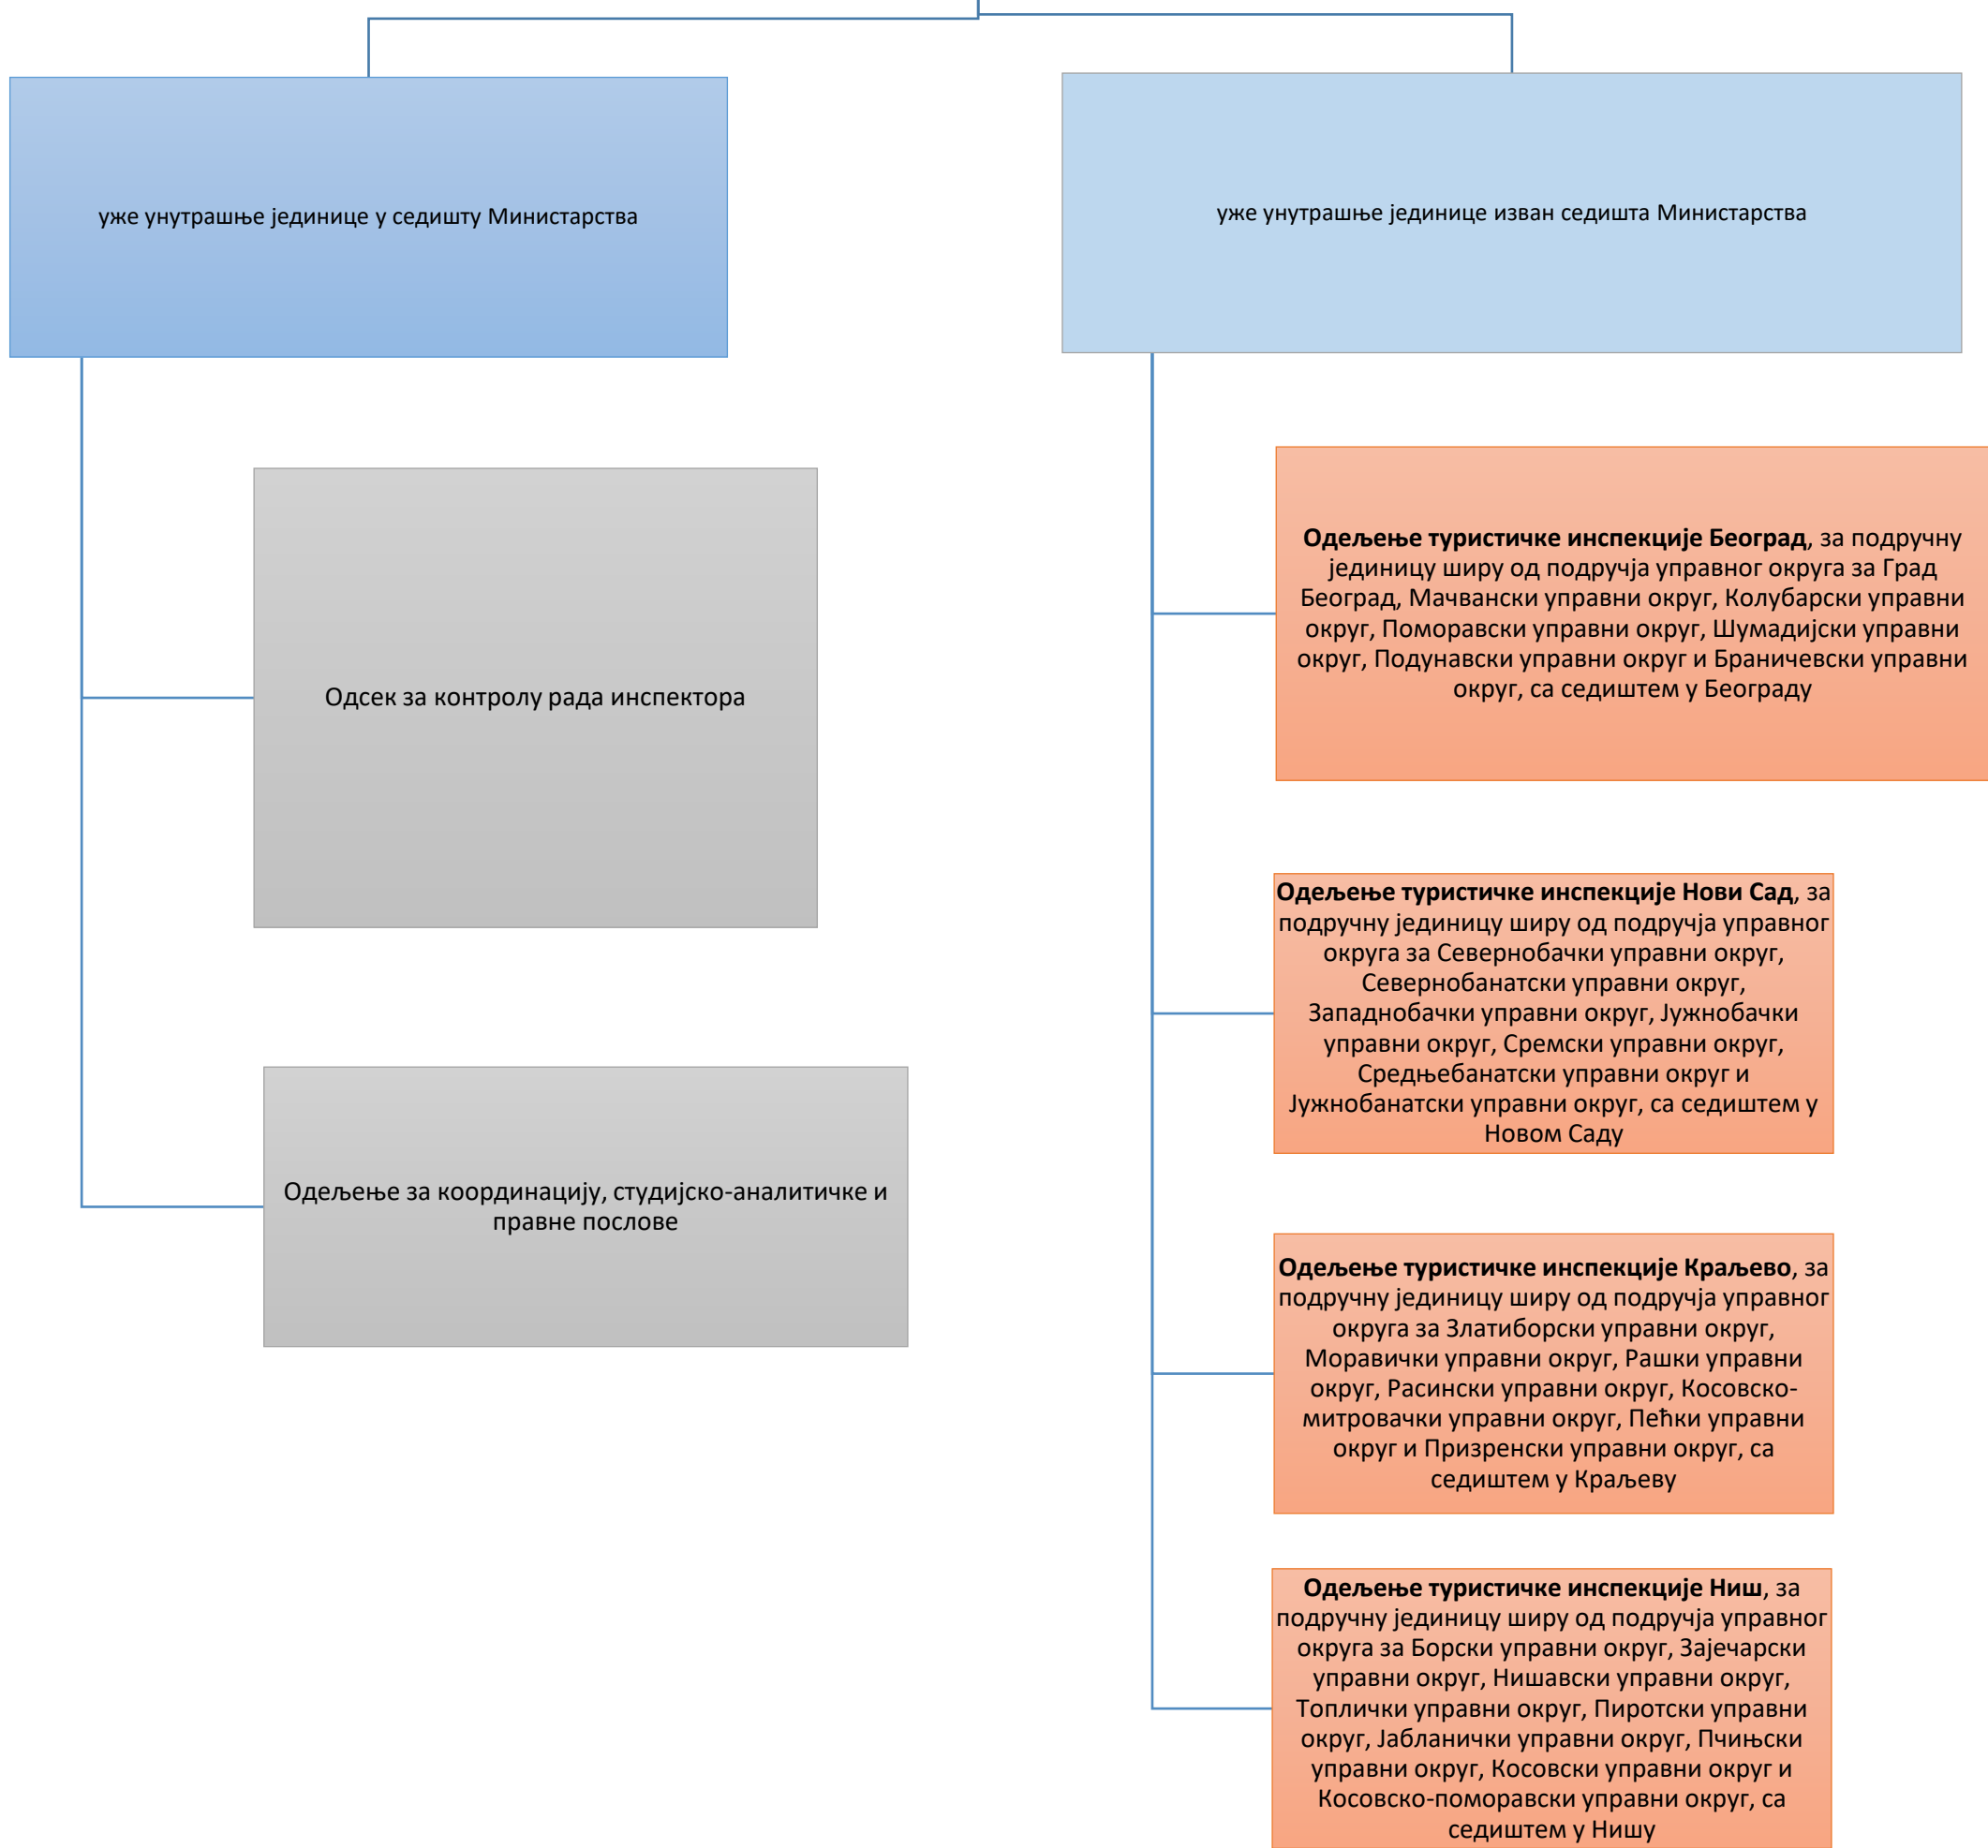 уже унутрашње јединице у седишту Министарства
уже унутрашње јединице изван седишта Министарства
Одсек за контролу рада инспектора
Одељење за координацију, студијско-аналитичке и
правне послове
Одељење туристичке инспекције Београд, за подручну
јединицу ширу од подручја управног округа за Град
Београд, Мачвански управни округ, Колубарски управни
округ, Поморавски управни округ, Шумадијски управни
округ, Подунавски управни округ и Браничевски управни
округ, са седиштем у Београду
Одељење туристичке инспекције Нови Сад, за
подручну јединицу ширу од подручја управног
округа за Севернобачки управни округ,
Севернобанатски управни округ,
Западнобачки управни округ, Јужнобачки
управни округ, Сремски управни округ,
Средњебанатски управни округ и
Јужнобанатски управни округ, са седиштем у
Новом Саду
Одељење туристичке инспекције Краљево, за
подручну јединицу ширу од подручја управног
округа за Златиборски управни округ,
Моравички управни округ, Рашки управни
округ, Расински управни округ, Косовско-
митровачки управни округ, Пећки управни
округ и Призренски управни округ, са
седиштем у Краљеву
Одељење туристичке инспекције Ниш, за
подручну јединицу ширу од подручја управног
округа за Борски управни округ, Зајечарски
управни округ, Нишавски управни округ,
Топлички управни округ, Пиротски управни
округ, Јабланички управни округ, Пчињски
управни округ, Косовски управни округ и
Косовско-поморавски управни округ, са
седиштем у Нишу